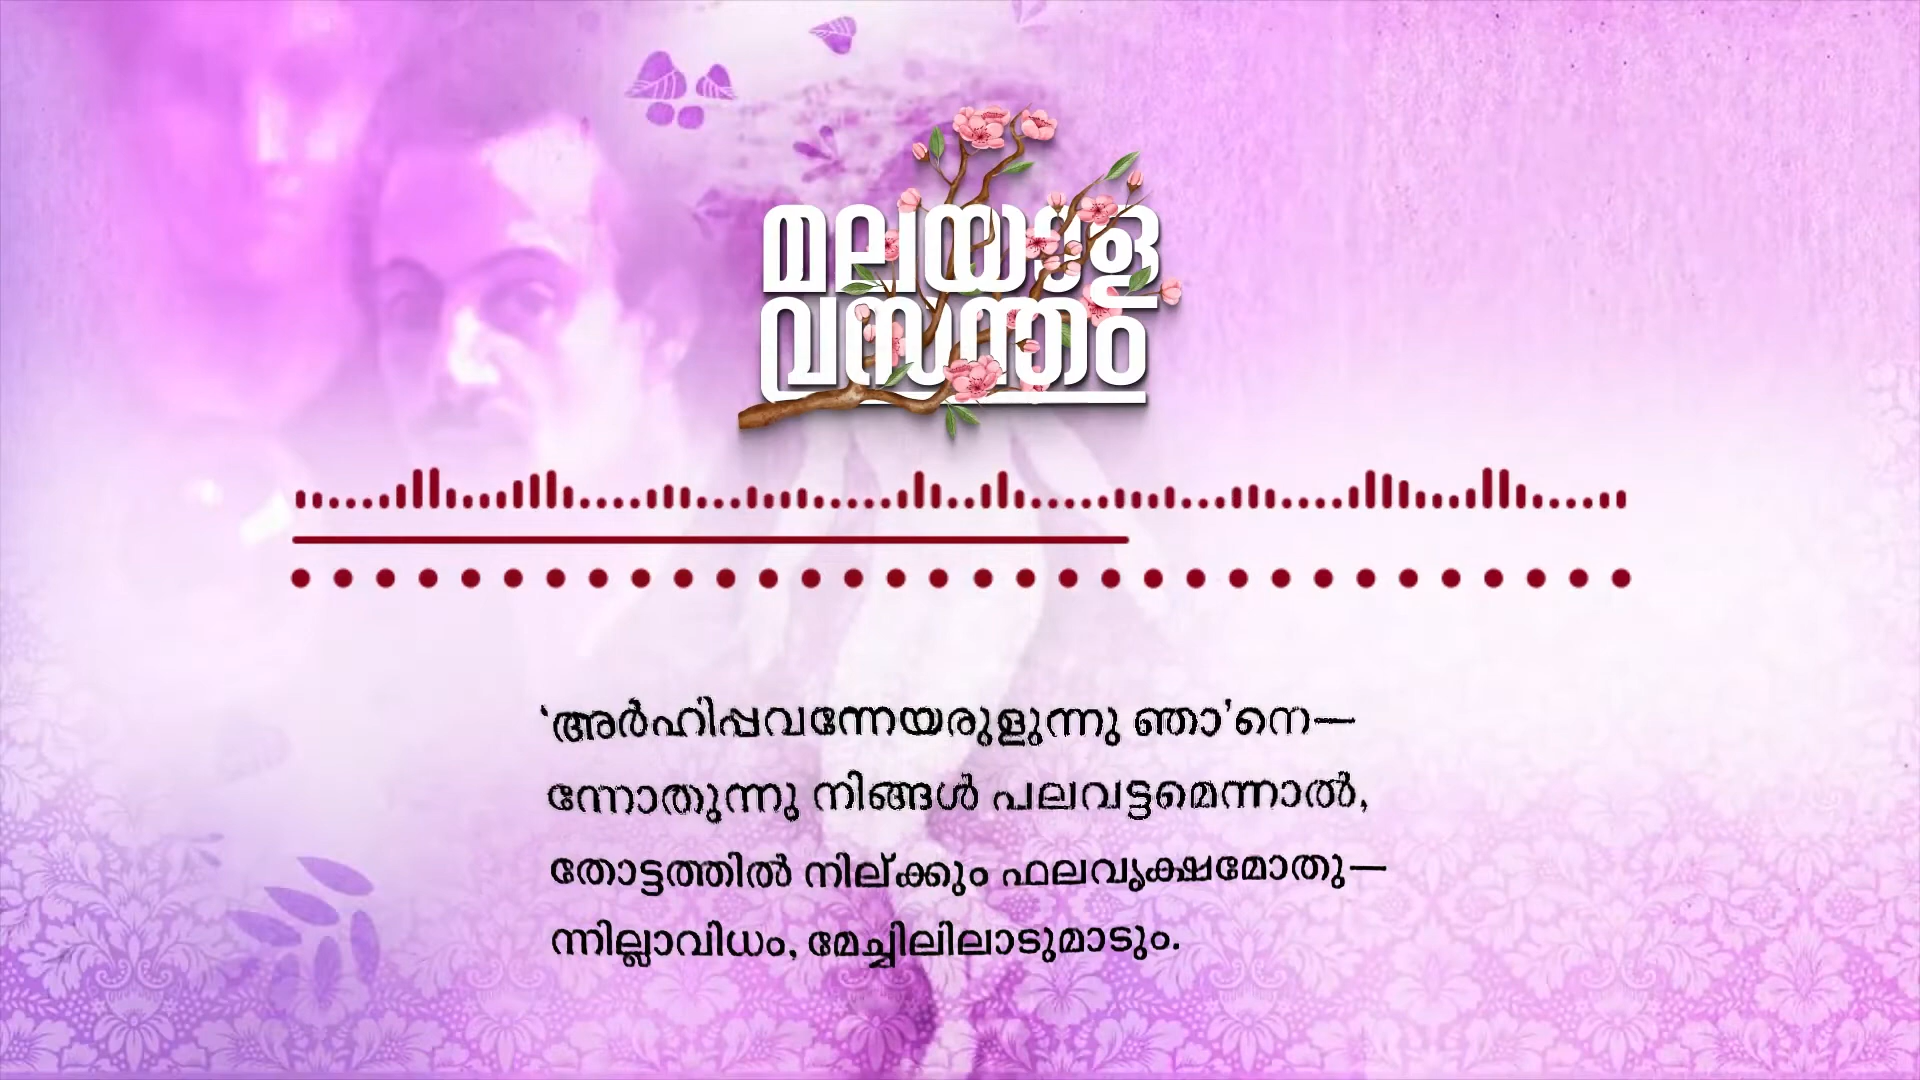 മലയാള
വസന്തം
‘അർഹിപ്പവന്നേയരുളുന്നു ഞാ’നെ—
ന്നോതുന്നു നിങ്ങൾ പലവട്ടമെന്നാൽ,
തോട്ടത്തിൽ നില്ക്കും ഫലവൃക്ഷമോതു—
ന്നില്ലാവിധം, മേച്ചിലിലാടുമാടും.